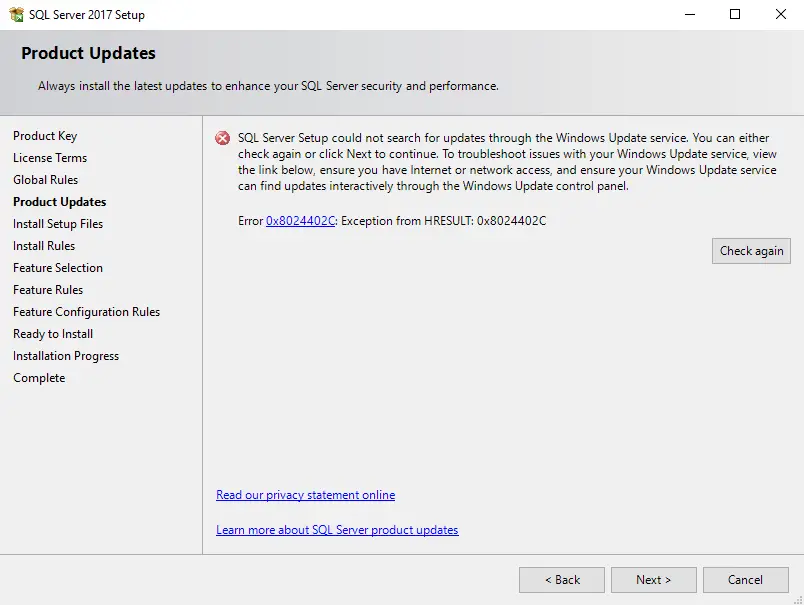 SQL Server 2017 Setup
Product Updates
Always install the latest updates to enhance your SQL Server security and performance.
Product Key
License Terms
Global Rules
Product Updates
Install Setup Files
Install Rules
Feature Selection
Feature Rules
Feature Configuration Rules
Ready to Install
Installation Progress
Complete
SQL Server Setup could not search for updates through the Windows Update service. You can either
check again or click Next to continue. To troubleshoot issues with your Windows Update service, view
the link below, ensure you have Internet or network access, and ensure your Windows Update service
can find updates interactively through the Windows Update control panel.
Error 0x8024402C: Exception from HRESULT: 0x8024402C
Check again
Read our privacy statement online
Learn more about SQL Server product updates
< Back
Next >
Cancel